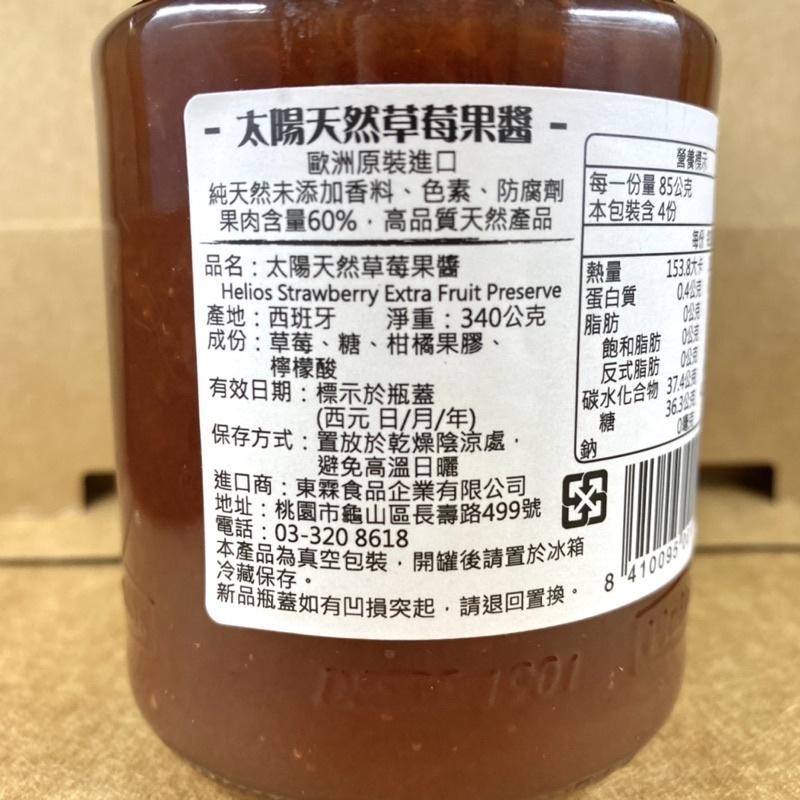 - 太陽天然草莓果醬 -
歐洲原裝進口
純天然未添加香料、色素、防腐劑
果肉含量60%，高品質天然產品
品名：太陽天然草莓果醬
Helios Strawberry Extra Fruit Preserve
產地：西班牙 淨重：340公克
成份：草莓、糖、柑橘果膠、
檸檬酸
有效日期：標示於瓶蓋
(西元 日/月/年)
保存方式：置放於乾燥陰涼處，
避免高溫日曬
進口商：東霖食品企業有限公司
地址：桃園市龜山區長壽路499號
電話：03-320 8618
本產品為真空包裝，開罐後請置於冰箱
冷藏保存。
新品瓶蓋如有凹損突起，請退回置換。
營養標示
每一份量 85公克
本包裝含 4份
每份
熱量 153.8大卡
蛋白質 0.4公克
脂肪 0公克
飽和脂肪 0公克
反式脂肪 0公克
碳水化合物 37.4公克
糖 36.3公克
鈉 0毫克
8 410095
DESDE 1901